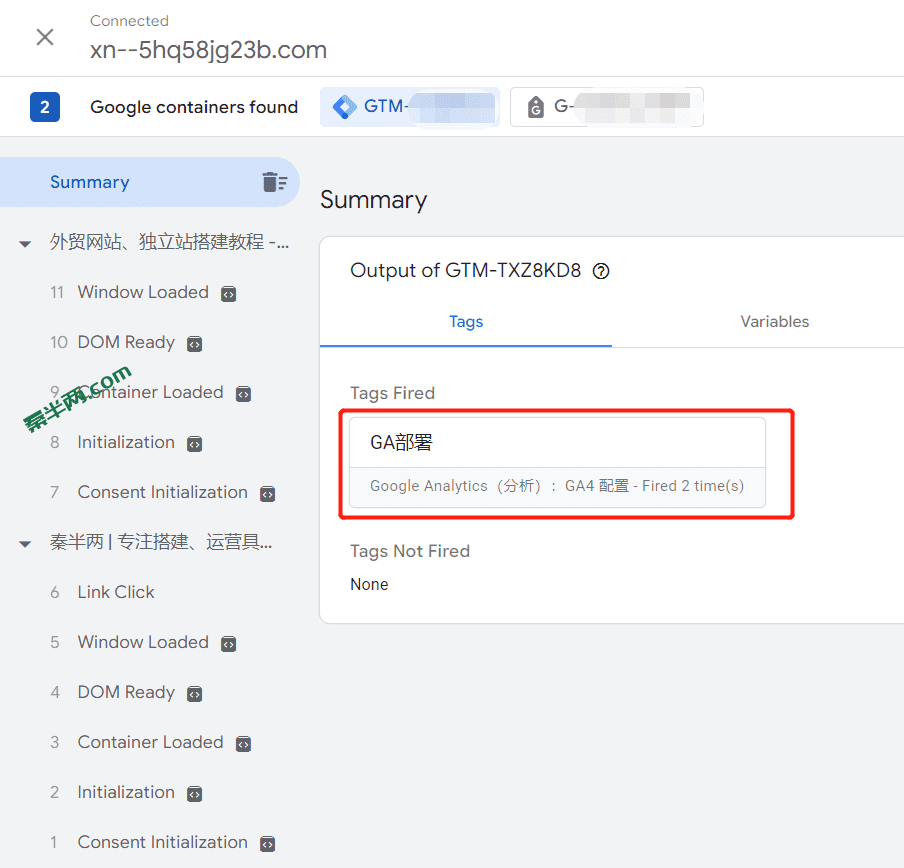 Connected
xn--5hq58jg23b.com
2 Google containers found GTM- G-
Summary
外贸网站、独立站搭建教程 -...
11 Window Loaded
10 DOM Ready
9 Container Loaded
8 Initialization
7 Consent Initialization
秦半两 | 专注搭建、运营具...
6 Link Click
5 Window Loaded
4 DOM Ready
3 Container Loaded
2 Initialization
1 Consent Initialization
秦半两.com
Summary
Output of GTM-TXZ8KD8
Tags Variables
Tags Fired
GA部署
Google Analytics（分析）：GA4 配置 - Fired 2 time(s)
Tags Not Fired
None